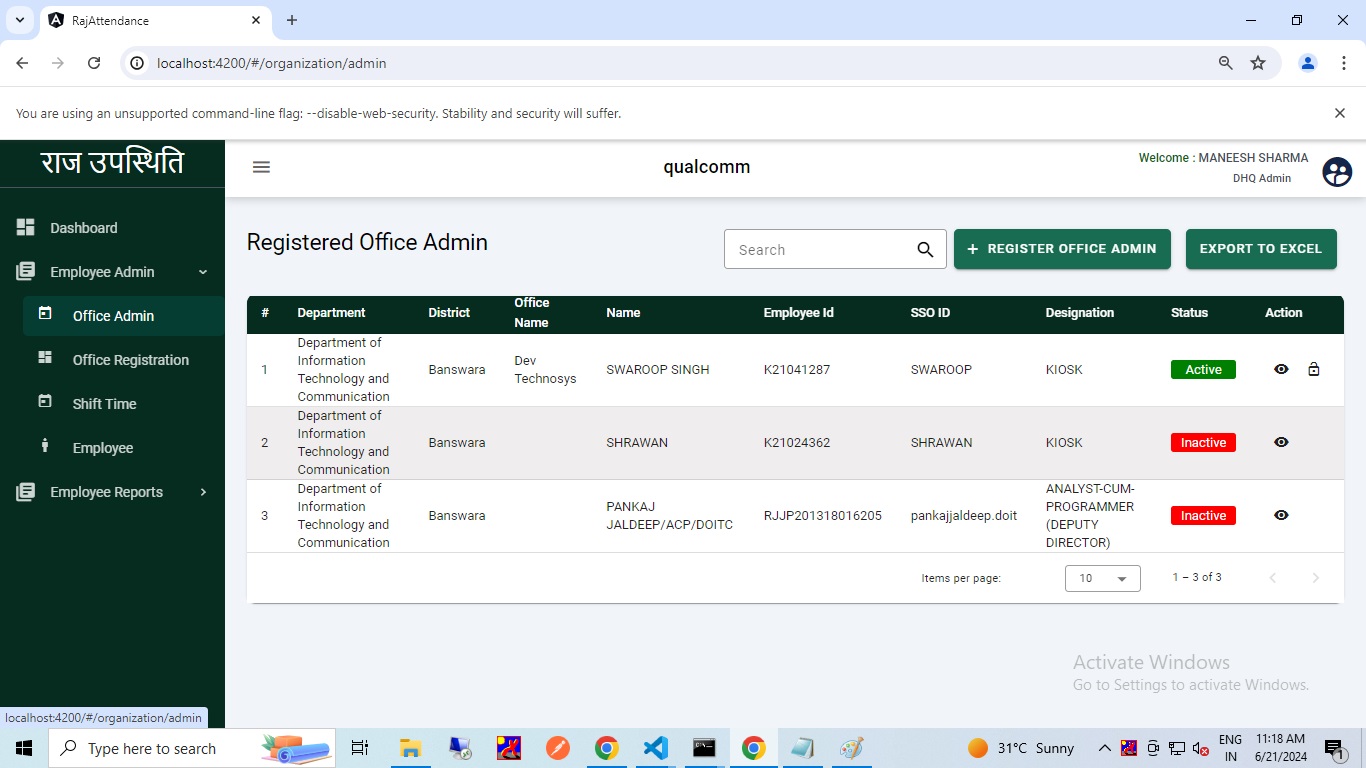 RajAttendance
localhost:4200/#/organization/admin
You are using an unsupported command-line flag: --disable-web-security. Stability and security will suffer.
राज उपस्थिति
qualcomm
Welcome : MANEESH SHARMA
DHQ Admin
Dashboard
Employee Admin
Office Admin
Office Registration
Shift Time
Employee
Employee Reports
Registered Office Admin
Search
+ REGISTER OFFICE ADMIN
EXPORT TO EXCEL
# Department District Office Name Name Employee Id SSO ID Designation Status Action
1 Department of Information Technology and Communication Banswara Dev Technosys SWAROOP SINGH K21041287 SWAROOP KIOSK Active
2 Department of Information Technology and Communication Banswara SHRAWAN K21024362 SHRAWAN KIOSK Inactive
3 Department of Information Technology and Communication Banswara PANKAJ JALDEEP/ACP/DOITC RJJP201318016205 pankajjaldeep.doit ANALYST-CUM-PROGRAMMER (DEPUTY DIRECTOR) Inactive
Items per page: 10 1 – 3 of 3
Activate Windows
Go to Settings to activate Windows.
localhost:4200/#/organization/admin
Type here to search
31°C Sunny
ENG
IN
11:18 AM
6/21/2024
1